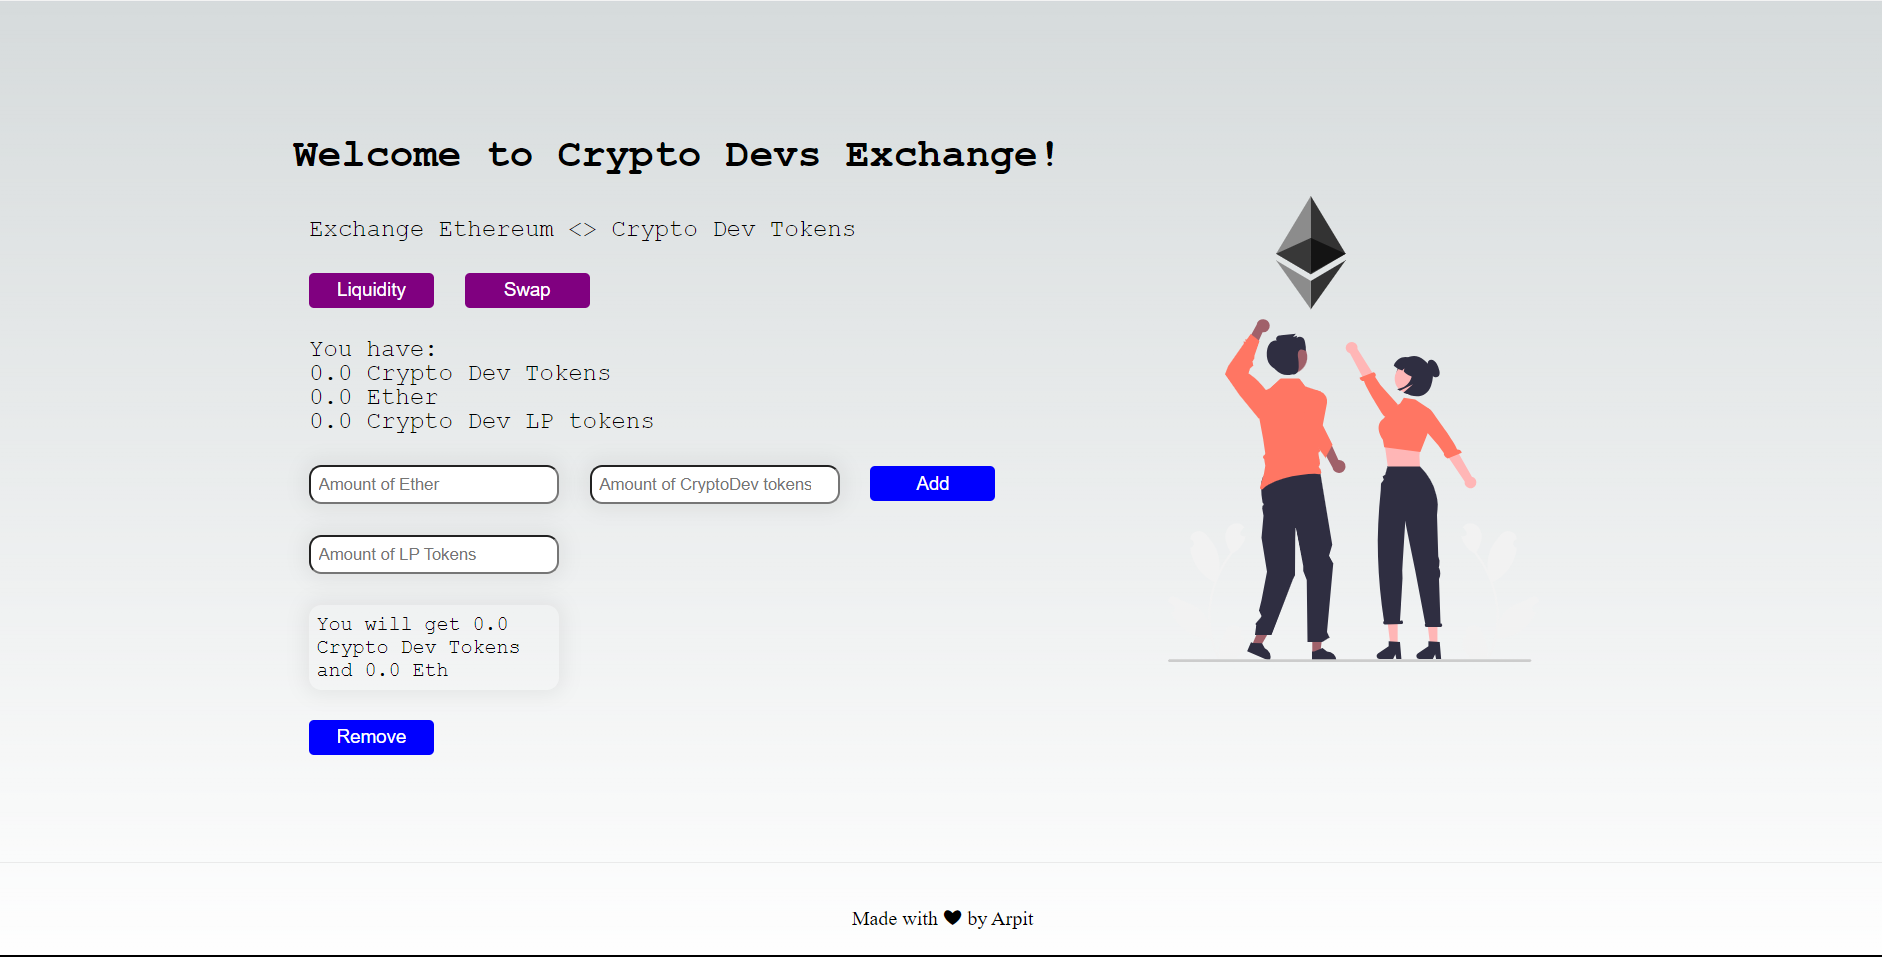 Welcome to Crypto Devs Exchange!
Exchange Ethereum <> Crypto Dev Tokens
Liquidity
Swap
You have:
0.0 Crypto Dev Tokens
0.0 Ether
0.0 Crypto Dev LP tokens
Amount of Ether
Amount of CryptoDev tokens
Add
Amount of LP Tokens
You will get 0.0
Crypto Dev Tokens
and 0.0 Eth
Remove
Made with ♥ by Arpit